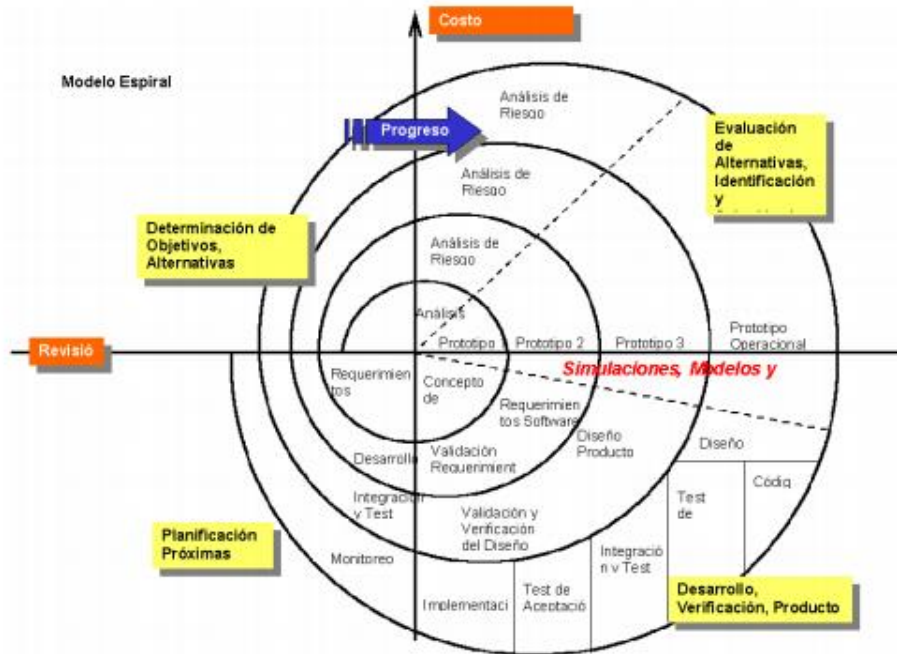 Costo
Modelo Espiral
Análisis de
Riesgo
Progreso
Evaluación
de
Alternativas,
Identificación
y
Análisis de
Riesgo
Determinación de
Objetivos,
Alternativas
Análisis de
Riesgo
Análisis
Prototipo
Prototipo 2
Prototipo 3
Prototipo
Operacional
Revisió
Simulaciones, Modelos y
Requerimien
tos
Concepto
de
Requerimien
tos Software
Diseño
Producto
Diseño
Desarrollo
Validación
Requerimient
Integración
y Test
Validación y
Verificación
del Diseño
Test
de
Códig
Planificación
Próximas
Monitoreo
Integració
n y Test
Implementaci
Test de
Aceptació
Desarrollo,
Verificación, Producto